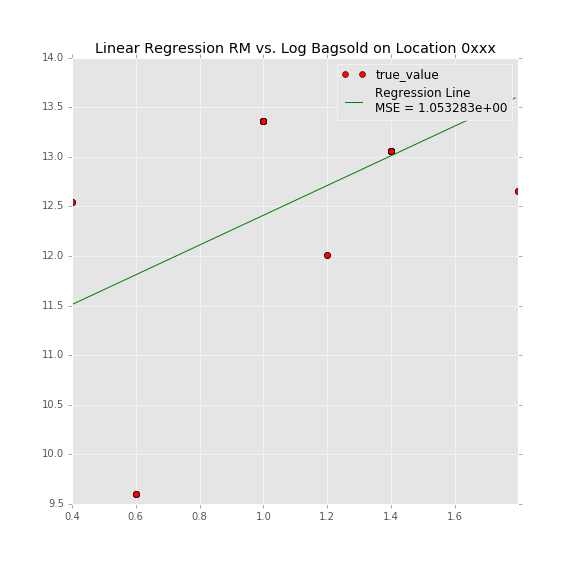 Linear Regression RM vs. Log Bagsold on Location 0xxx
true_value
Regression Line
MSE = 1.053283e+00
14.0
13.5
13.0
12.5
12.0
11.5
11.0
10.5
10.0
9.5
0.4 0.6 0.8 1.0 1.2 1.4 1.6